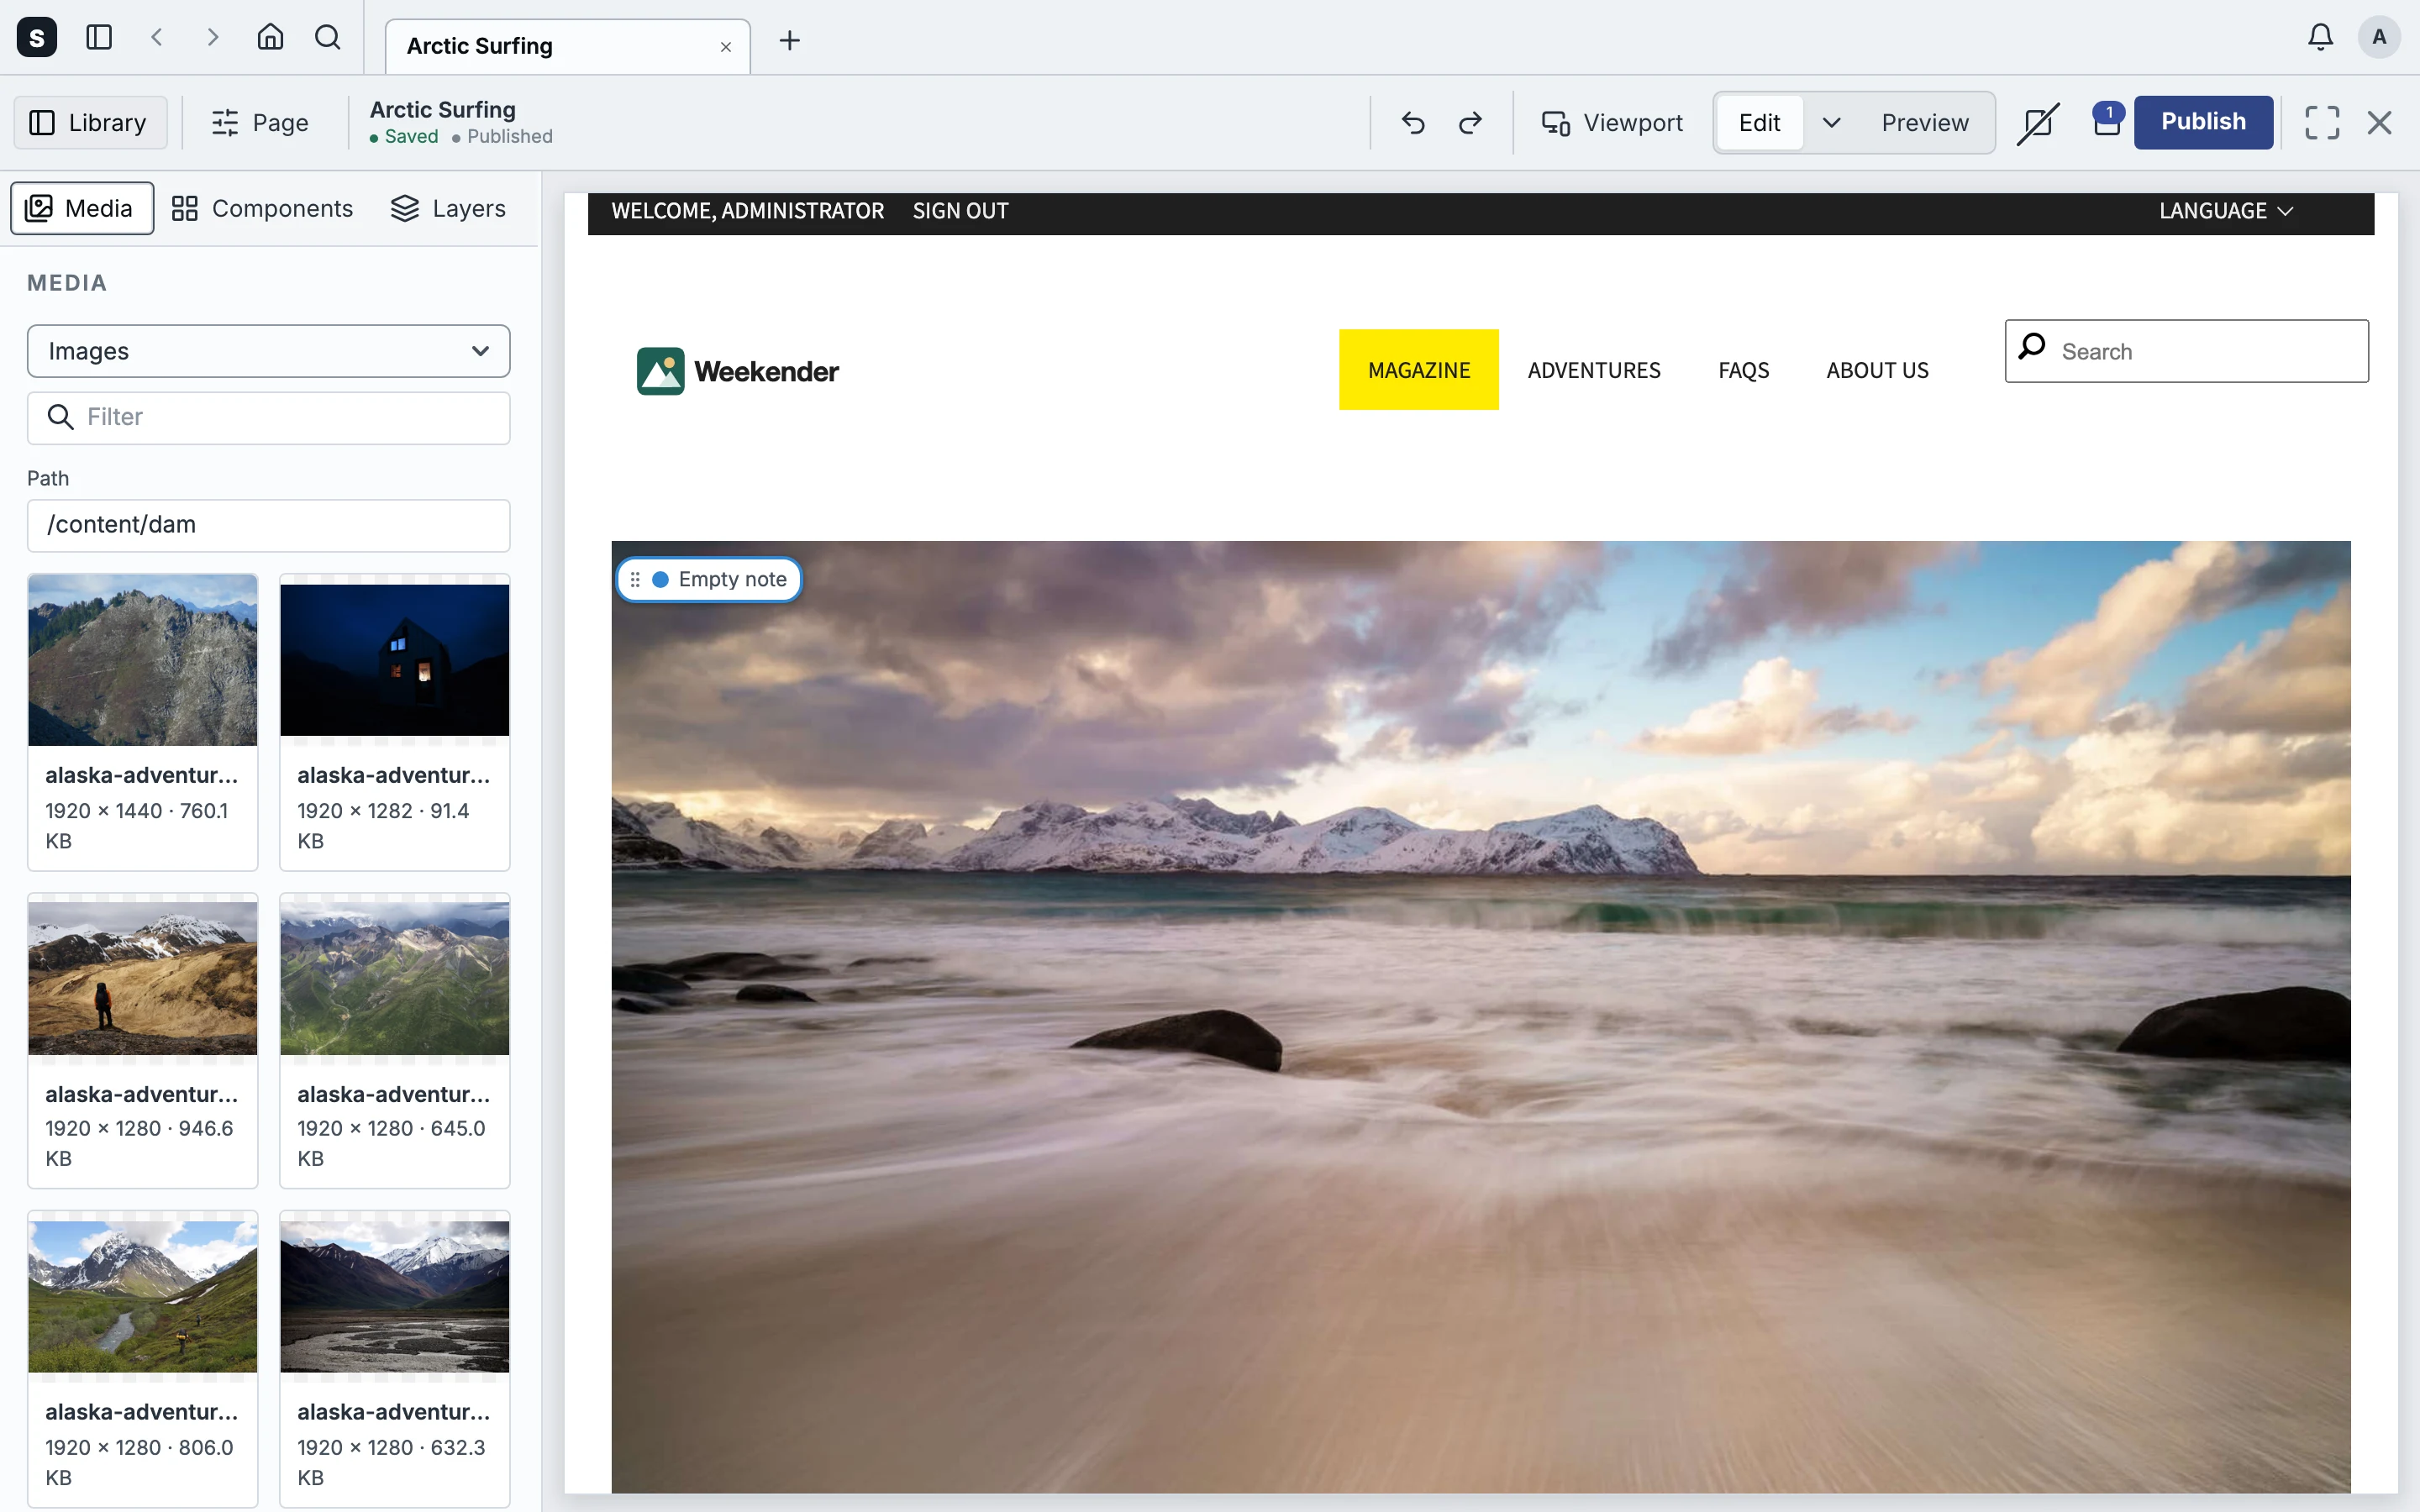 S
Arctic Surfing
A
Library
Page
Arctic Surfing
Saved
Published
Viewport
Edit
Preview
1
Publish
Media
Components
Layers
MEDIA
Images
Filter
Path
/content/dam
alaska-adventur...
1920 × 1440 · 760.1
KB
alaska-adventur...
1920 × 1282 · 91.4
KB
alaska-adventur...
1920 × 1280 · 946.6
KB
alaska-adventur...
1920 × 1280 · 645.0
KB
alaska-adventur...
1920 × 1280 · 806.0
KB
alaska-adventur...
1920 × 1280 · 632.3
KB
WELCOME, ADMINISTRATOR SIGN OUT
LANGUAGE
Weekender
MAGAZINE
ADVENTURES
FAQS
ABOUT US
Search
Empty note